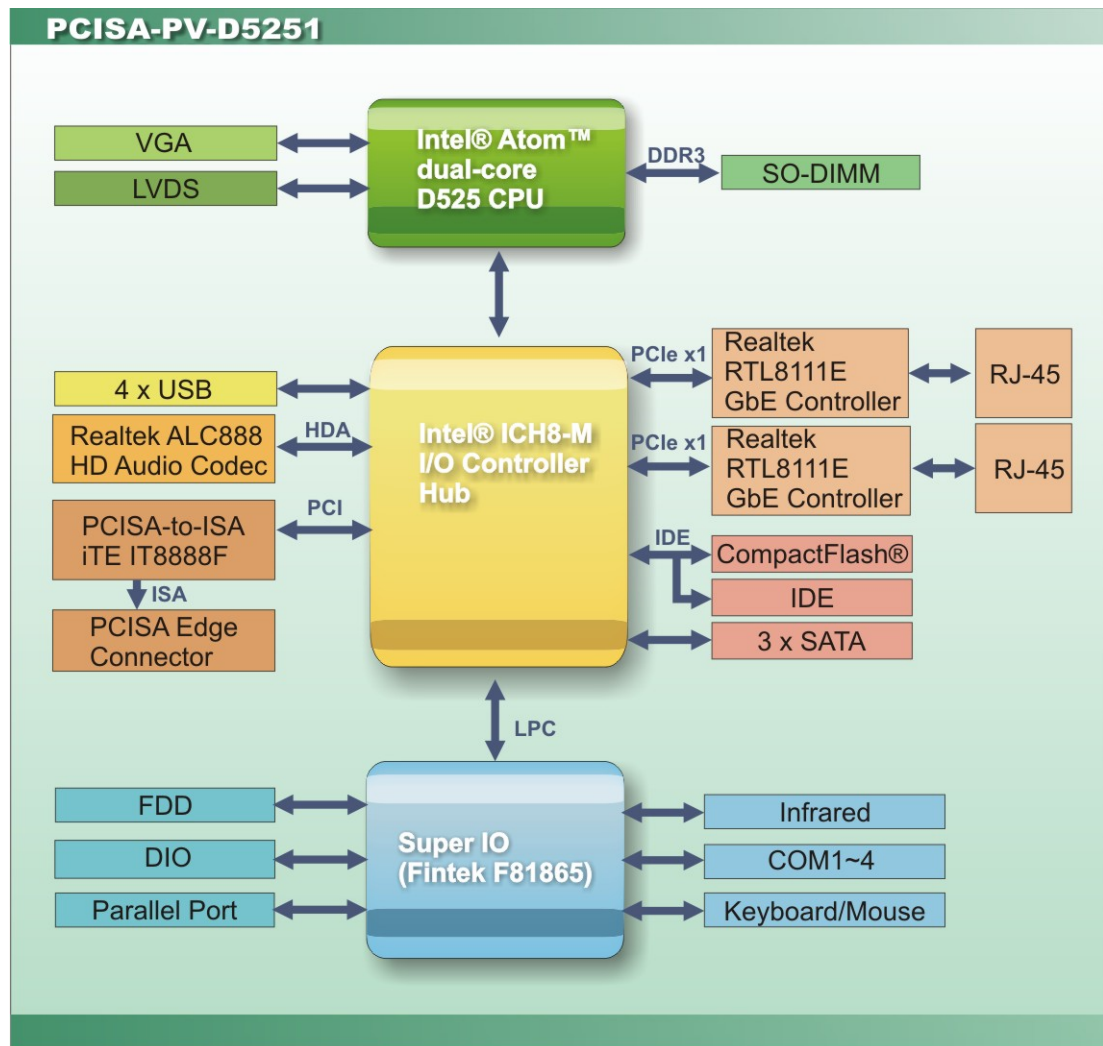 PCISA-PV-D5251
VGA
LVDS
Intel® Atom™
dual-core
D525 CPU
DDR3
SO-DIMM
4 x USB
Realtek ALC888
HD Audio Codec
HDA
PCISA-to-ISA
iTE IT8888F
PCI
ISA
PCISA Edge
Connector
Intel® ICH8-M
I/O Controller
Hub
PCIe x1
Realtek
RTL8111E
GbE Controller
RJ-45
PCIe x1
Realtek
RTL8111E
GbE Controller
RJ-45
IDE
CompactFlash®
IDE
3 x SATA
LPC
FDD
DIO
Parallel Port
Super IO
(Fintek F81865)
Infrared
COM1~4
Keyboard/Mouse